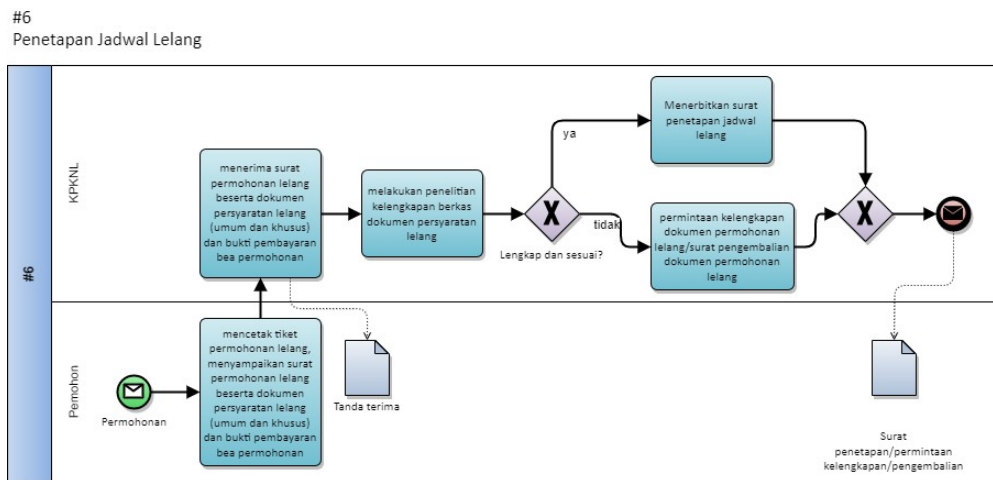 #6
Penetapan Jadwal Lelang
#6
KPKNL
menerima surat
permohonan lelang
beserta dokumen
persyaratan lelang
(umum dan khusus)
dan bukti pembayaran
bea permohonan
melakukan penelitian
kelengkapan berkas
dokumen persyaratan
lelang
X
Lengkap dan sesuai?
ya
Menerbitkan surat
penetapan jadwal
lelang
tidak
permintaan kelengkapan
dokumen permohonan
lelang/surat pengembalian
dokumen permohonan
lelang
X
Pemohon
Permohonan
mencetak tiket
permohonan lelang,
menyampaikan surat
permohonan lelang
beserta dokumen
persyaratan lelang
(umum dan khusus)
dan bukti pembayaran
bea permohonan
Tanda terima
Surat
penetapan/permintaan
kelengkapan/pengembalian